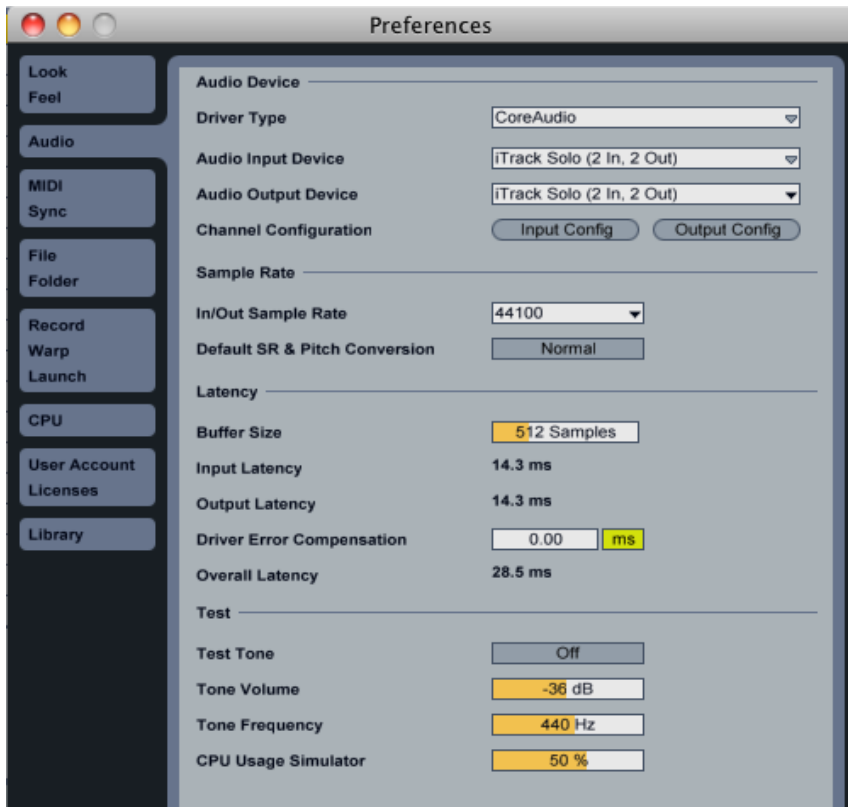 Preferences
Look
Feel
Audio
MIDI
Sync
File
Folder
Record
Warp
Launch
CPU
User Account
Licenses
Library
Audio Device
Driver Type CoreAudio
Audio Input Device iTrack Solo (2 In, 2 Out)
Audio Output Device iTrack Solo (2 In, 2 Out)
Channel Configuration Input Config Output Config
Sample Rate
In/Out Sample Rate 44100
Default SR & Pitch Conversion Normal
Latency
Buffer Size 512 Samples
Input Latency 14.3 ms
Output Latency 14.3 ms
Driver Error Compensation 0.00 ms
Overall Latency 28.5 ms
Test
Test Tone Off
Tone Volume -36 dB
Tone Frequency 440 Hz
CPU Usage Simulator 50 %